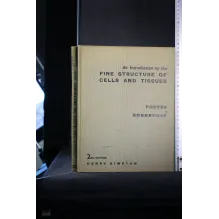 An Introduction to the
FINE STRUCTURE OF
CELLS AND TISSUES
PORTER
BONNEVILLE
2nd EDITION
HENRY KIMPTON